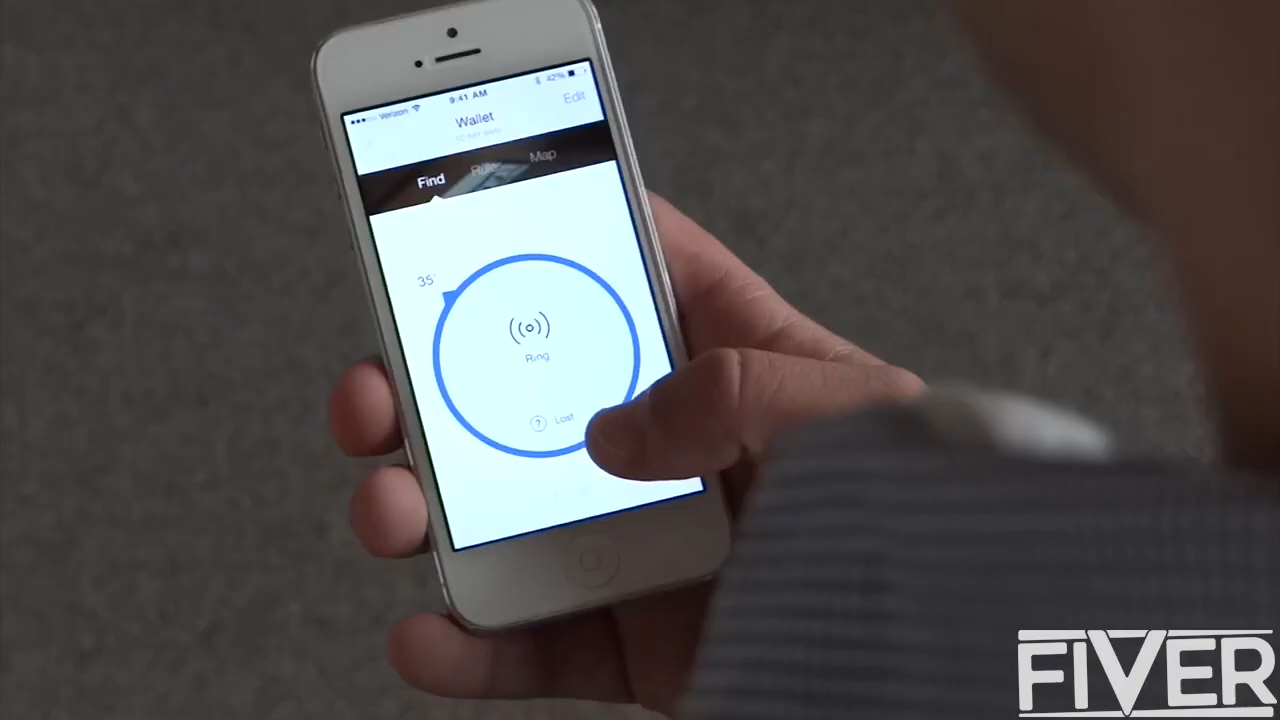 Verizon 9:41 AM 42%
Wallet Edit
Find Map
35'
Ring
? Lost
FIVER